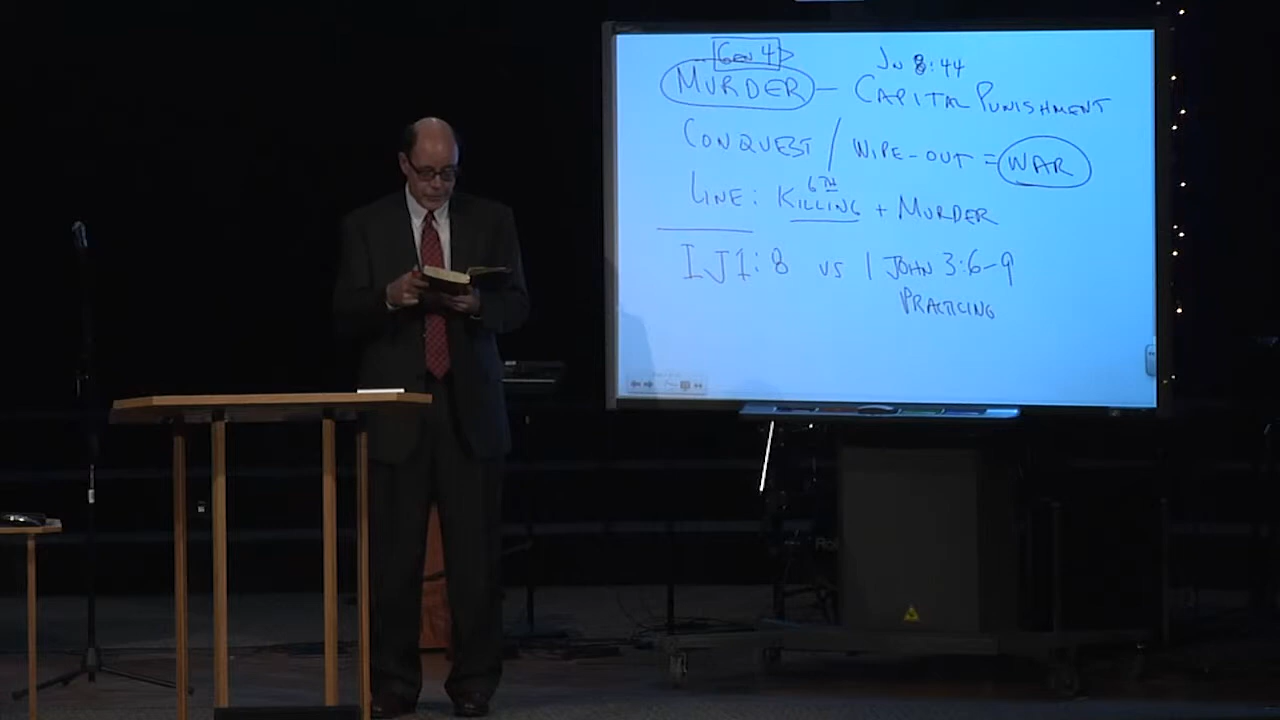 GEN 4 JN 8:44
MURDER – CAPITAL PUNISHMENT
CONQUEST / WIPE-OUT = WAR
6TH
LINE: KILLING + MURDER
I J 1:8 VS 1 JOHN 3:6-9
PRACTICING